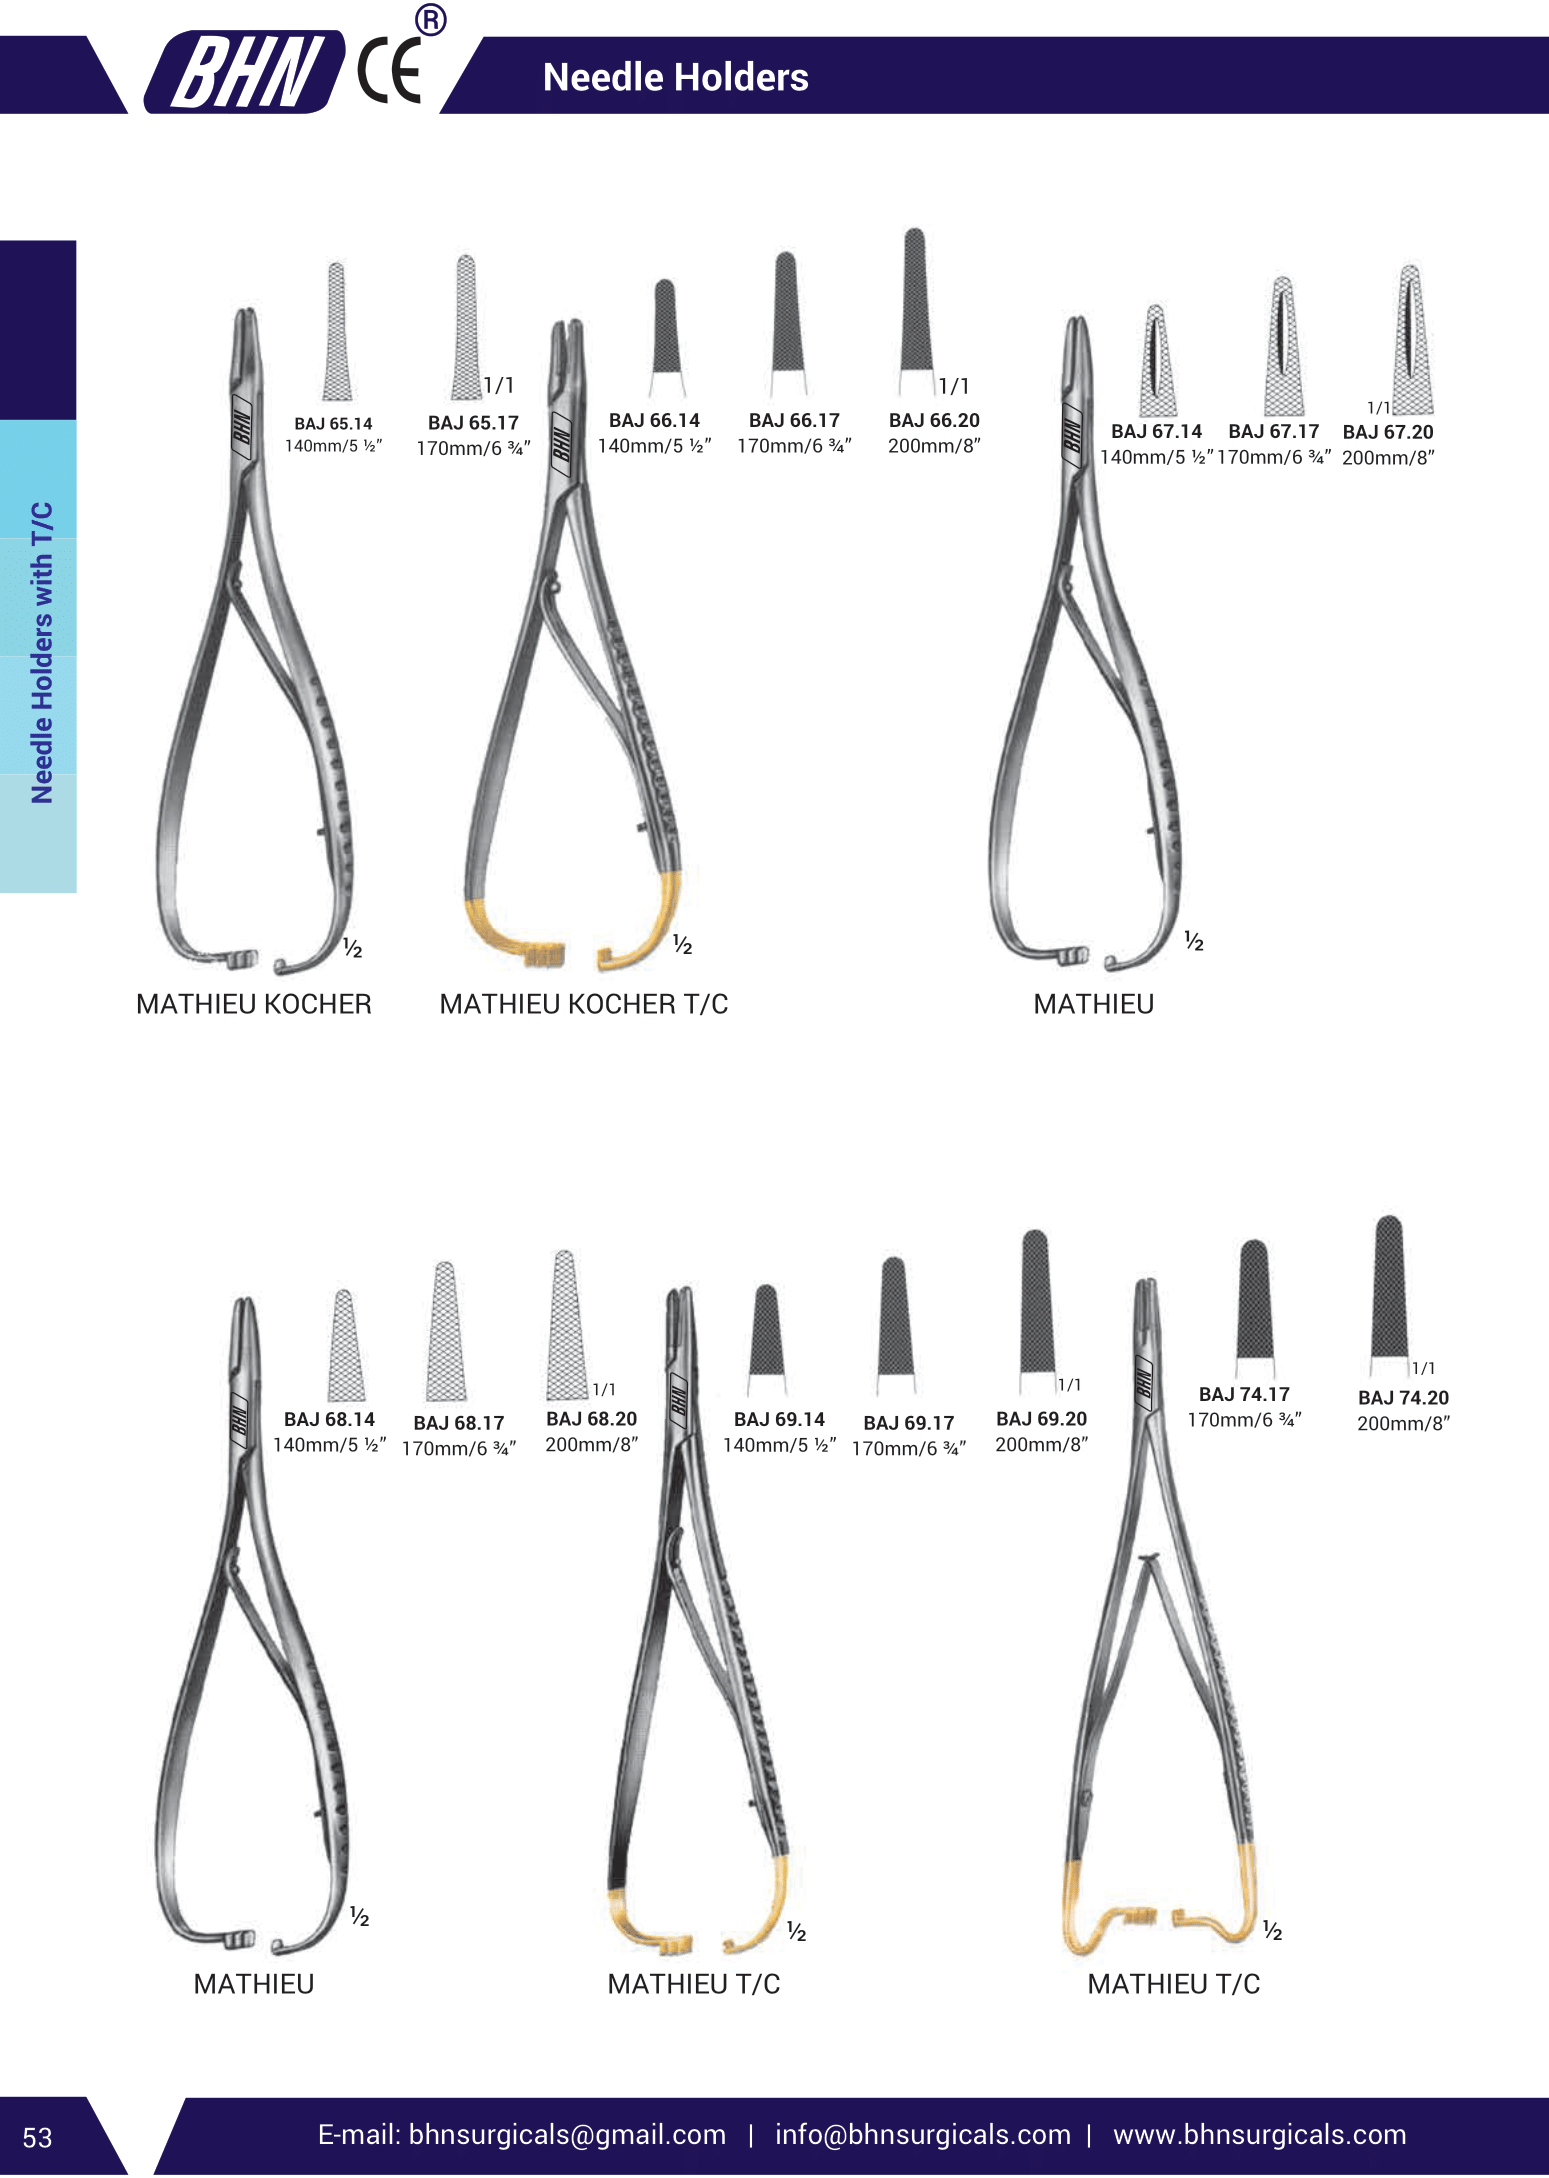 BHN CE ®
Needle Holders
Needle Holders with T/C
1/1
BAJ 65.14
140mm/5 ½”
BAJ 65.17
170mm/6 ¾”
BHN
½
MATHIEU KOCHER
1/1
BAJ 66.14
140mm/5 ½”
BAJ 66.17
170mm/6 ¾”
BAJ 66.20
200mm/8”
BHN
½
MATHIEU KOCHER T/C
1/1
BAJ 67.14
140mm/5 ½”
BAJ 67.17
170mm/6 ¾”
BAJ 67.20
200mm/8”
BHN
½
MATHIEU
1/1
BAJ 68.14
140mm/5 ½”
BAJ 68.17
170mm/6 ¾”
BAJ 68.20
200mm/8”
BHN
½
MATHIEU
1/1
BAJ 69.14
140mm/5 ½”
BAJ 69.17
170mm/6 ¾”
BAJ 69.20
200mm/8”
BHN
½
MATHIEU T/C
1/1
BAJ 74.17
170mm/6 ¾”
BAJ 74.20
200mm/8”
BHN
½
MATHIEU T/C
53
E-mail: bhnsurgicals@gmail.com | info@bhnsurgicals.com | www.bhnsurgicals.com